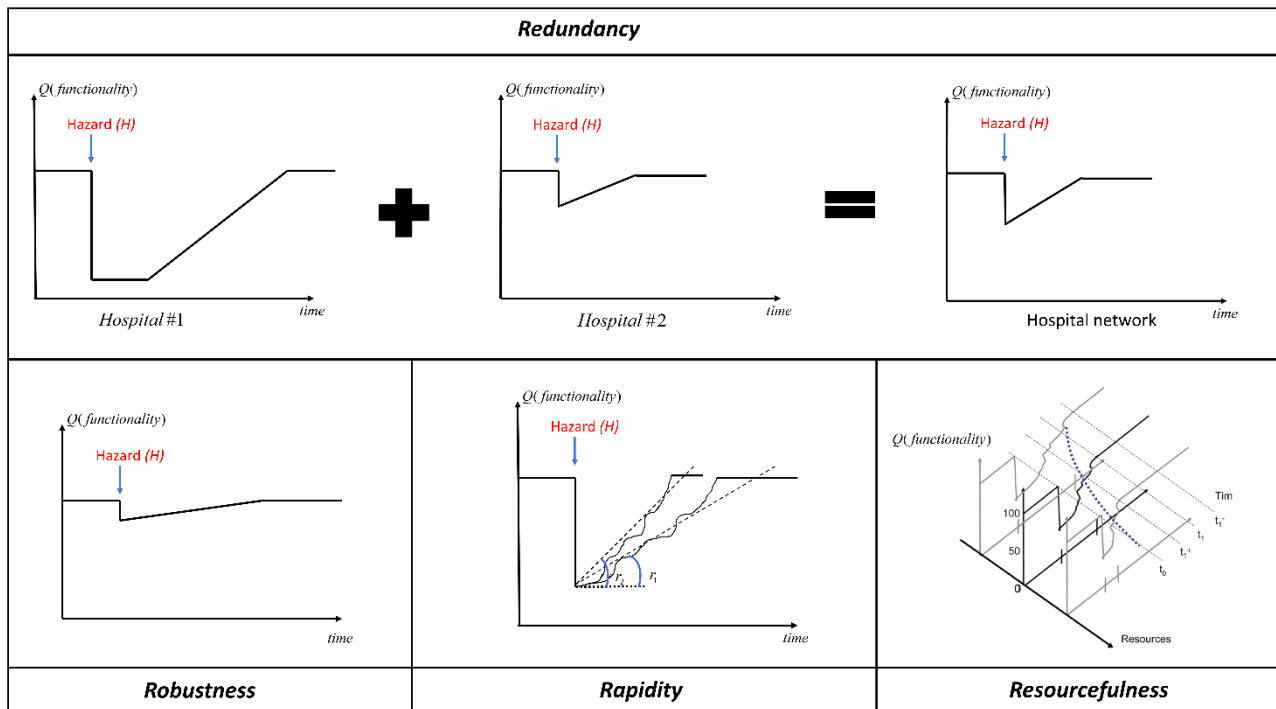 Redundancy
Q(functionality)
Hazard (H)
time
Hospital #1
Q(functionality)
Hazard (H)
time
Hospital #2
Q(functionality)
Hazard (H)
time
Hospital network
Q(functionality)
Hazard (H)
time
Robustness
Q(functionality)
Hazard (H)
r₂
r₁
time
Rapidity
Q(functionality)
100
50
0
Tim
t₁⁻
t₁
t₁⁺
t₀
Resources
Resourcefulness